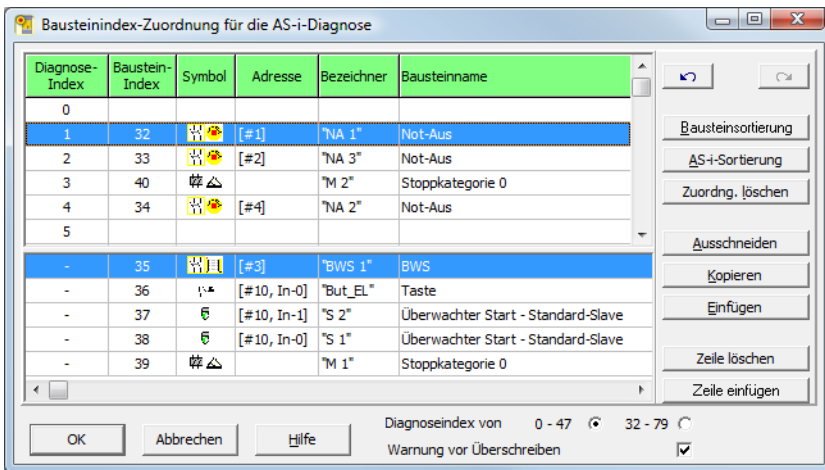 Bausteinindex-Zuordnung für die AS-i-Diagnose
Diagnose-Index Baustein-Index Symbol Adresse Bezeichner Bausteinname
0
1 32 [#1] "NA 1" Not-Aus
2 33 [#2] "NA 3" Not-Aus
3 40 "M 2" Stoppkategorie 0
4 34 [#4] "NA 2" Not-Aus
5
- 35 [#3] "BWS 1" BWS
- 36 [#10, In-0] "But_EL" Taste
- 37 [#10, In-1] "S 2" Überwachter Start - Standard-Slave
- 38 [#10, In-0] "S 1" Überwachter Start - Standard-Slave
- 39 "M 1" Stoppkategorie 0
Bausteinsortierung
AS-i-Sortierung
Zuordng. löschen
Ausschneiden
Kopieren
Einfügen
Zeile löschen
Zeile einfügen
OK Abbrechen Hilfe
Diagnoseindex von 0 - 47 32 - 79
Warnung vor Überschreiben